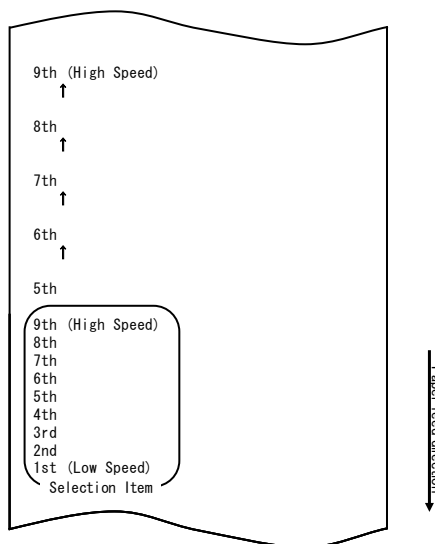 9th (High Speed)
↑
8th
↑
7th
↑
6th
↑
5th
9th (High Speed)
8th
7th
6th
5th
4th
3rd
2nd
1st (Low Speed)
Selection Item